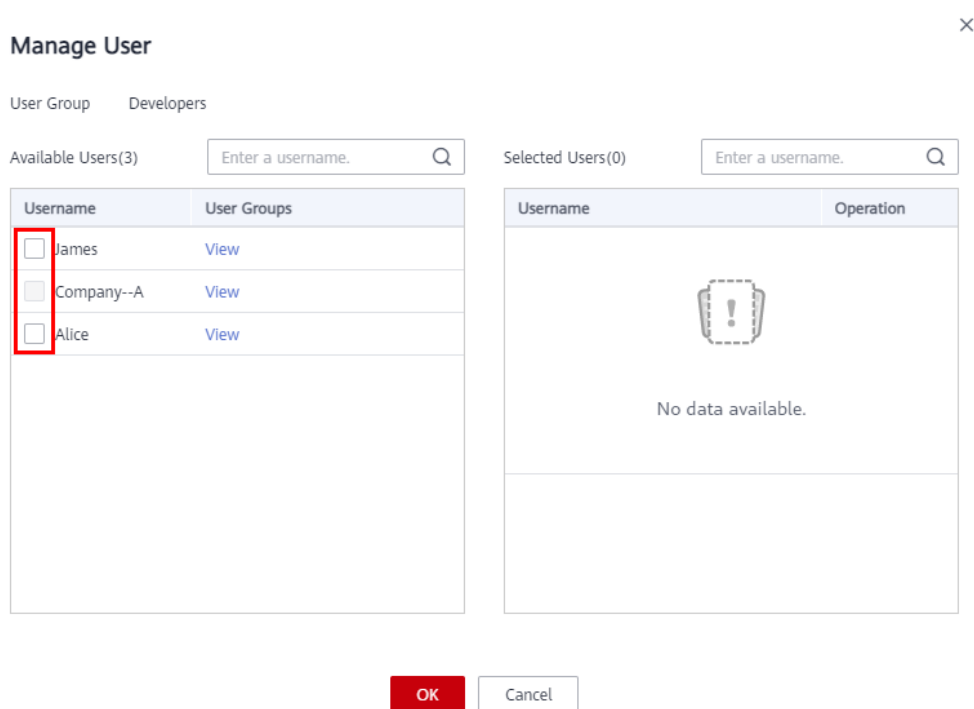 Manage User
User Group Developers
Available Users(3) Enter a username. Selected Users(0) Enter a username.
Username User Groups Username Operation
James View
Company--A View
Alice View
!
No data available.
OK Cancel